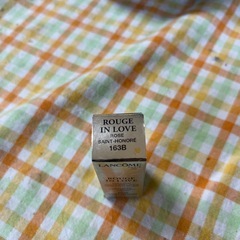 ROUGE
IN LOVE
ROSE
SAINT-HONORÉ
163B
LANCÔME